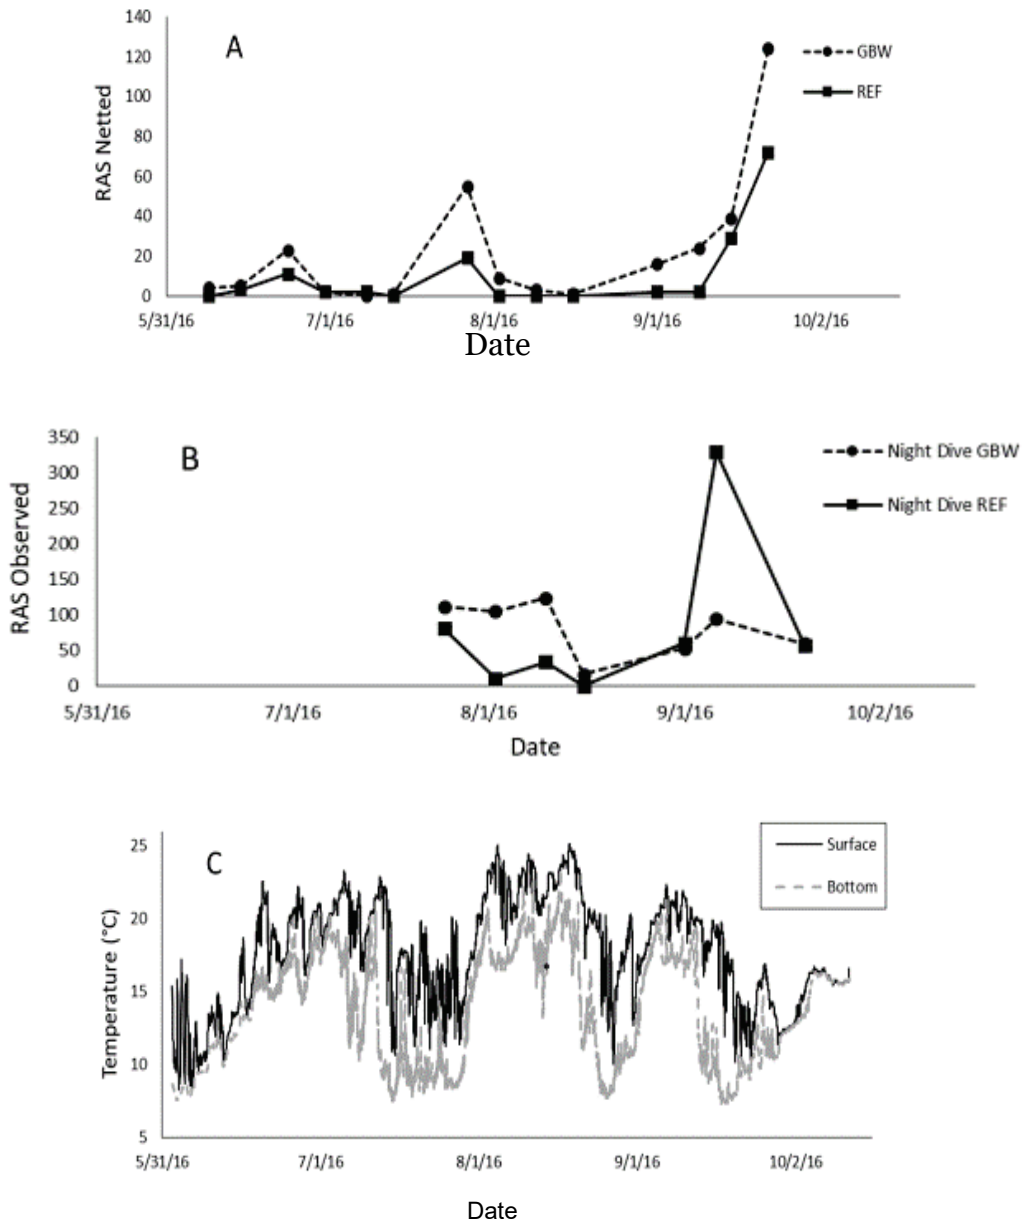 140
A
120
100
80
60
40
20
0
RAS Netted
GBW
REF
5/31/16 7/1/16 8/1/16 9/1/16 10/2/16
Date
350
B
300
250
200
150
100
50
0
RAS Observed
Night Dive GBW
Night Dive REF
5/31/16 7/1/16 8/1/16 9/1/16 10/2/16
Date
25
C
20
15
10
5
Temperature (°C)
Surface
Bottom
5/31/16 7/1/16 8/1/16 9/1/16 10/2/16
Date